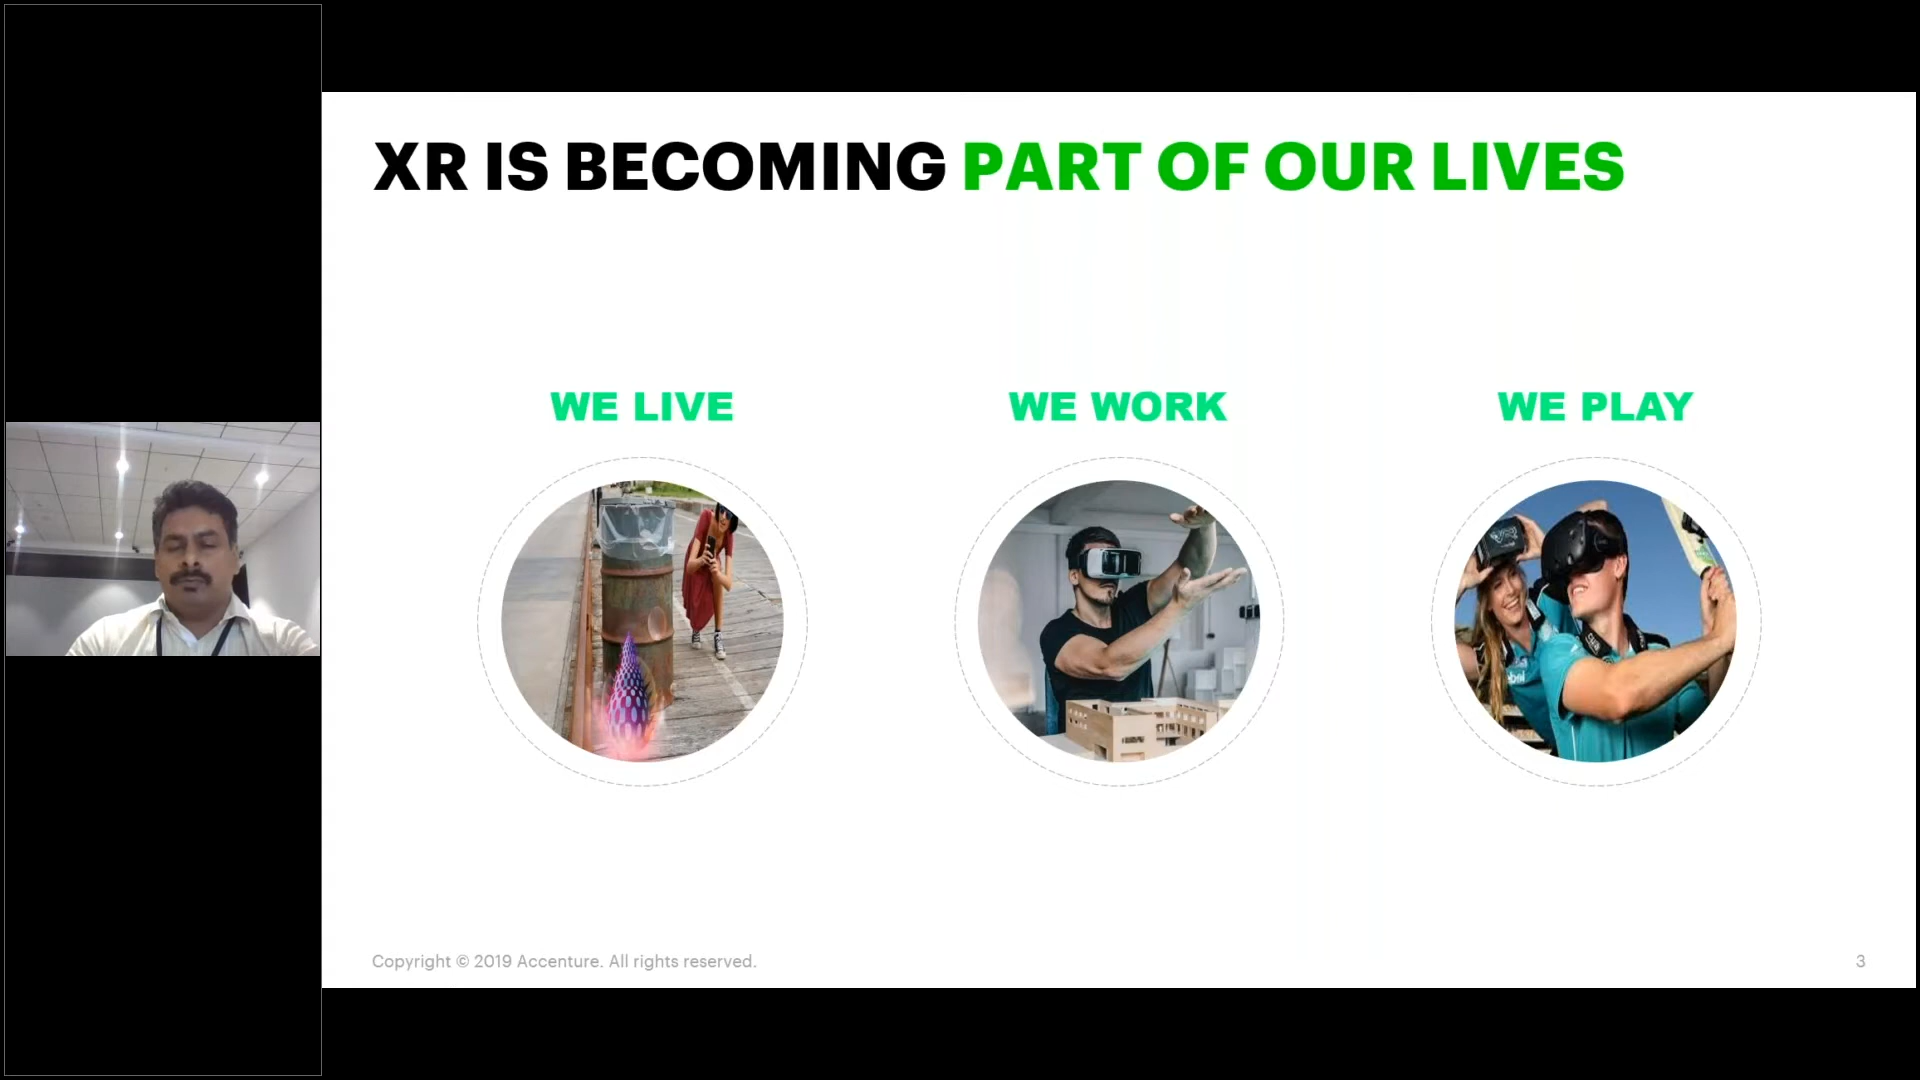 XR IS BECOMING PART OF OUR LIVES
WE LIVE
WE WORK
WE PLAY
Copyright © 2019 Accenture. All rights reserved.
3